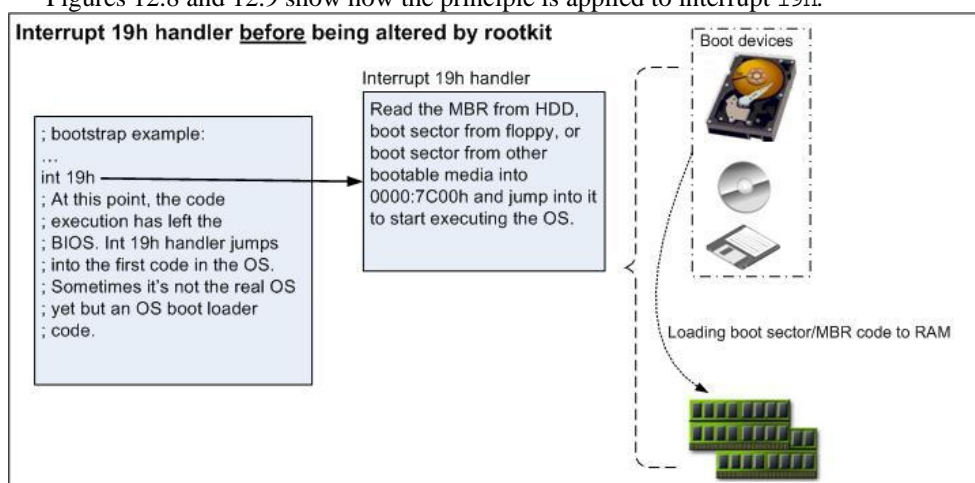 Figures 12.8 and 12.9 show how the principle is applied to interrupt 19h.
Interrupt 19h handler before being altered by rootkit
Boot devices
Interrupt 19h handler
; bootstrap example:
...
int 19h
; At this point, the code
; execution has left the
; BIOS. Int 19h handler jumps
; into the first code in the OS.
; Sometimes it's not the real OS
; yet but an OS boot loader
; code.
Read the MBR from HDD,
boot sector from floppy, or
boot sector from other
bootable media into
0000:7C00h and jump into it
to start executing the OS.
Loading boot sector/MBR code to RAM